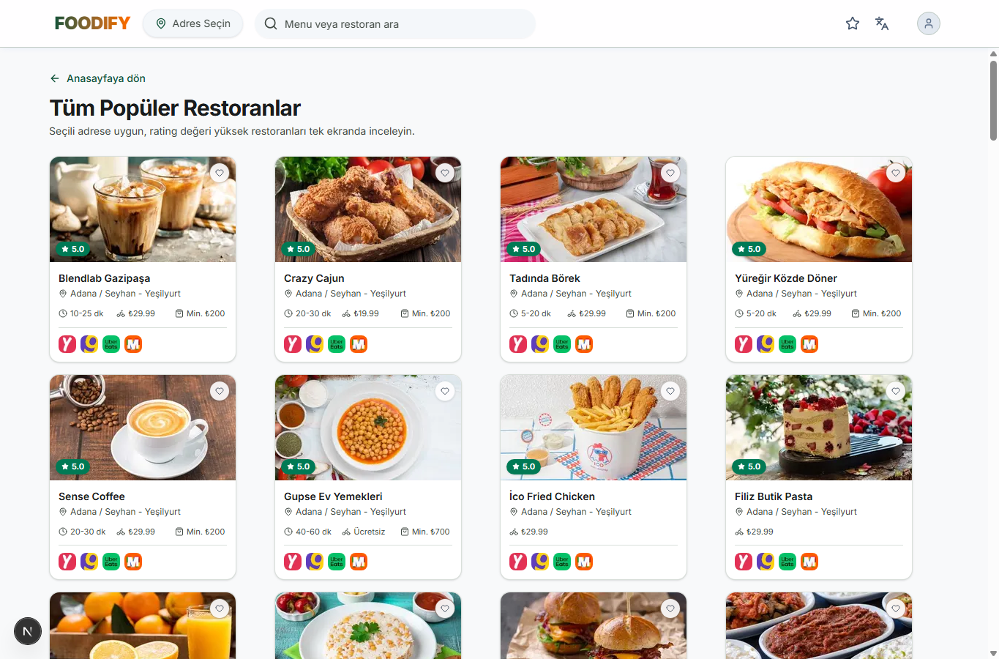 FOODIFY
Adres Seçin
Menu veya restoran ara
Anasayfaya dön
Tüm Popüler Restoranlar
Seçili adrese uygun, rating değeri yüksek restoranları tek ekranda inceleyin.
5.0
5.0
5.0
5.0
Blendlab Gazipaşa
Adana / Seyhan - Yeşilyurt
10-25 dk ₺29.99 Min. ₺200
Y g Uber Eats M
Crazy Cajun
Adana / Seyhan - Yeşilyurt
20-30 dk ₺19.99 Min. ₺200
Y g Uber Eats M
Tadında Börek
Adana / Seyhan - Yeşilyurt
5-20 dk ₺29.99 Min. ₺200
Y g Uber Eats M
Yüreğir Közde Döner
Adana / Seyhan - Yeşilyurt
5-20 dk ₺29.99 Min. ₺200
Y g Uber Eats M
5.0
5.0
ICO
5.0
5.0
Sense Coffee
Adana / Seyhan - Yeşilyurt
20-30 dk ₺29.99 Min. ₺200
Y g Uber Eats M
Gupse Ev Yemekleri
Adana / Seyhan - Yeşilyurt
40-60 dk Ücretsiz Min. ₺700
Y g Uber Eats M
İco Fried Chicken
Adana / Seyhan - Yeşilyurt
₺29.99
Y g Uber Eats M
Filiz Butik Pasta
Adana / Seyhan - Yeşilyurt
₺29.99
Y g Uber Eats M
N